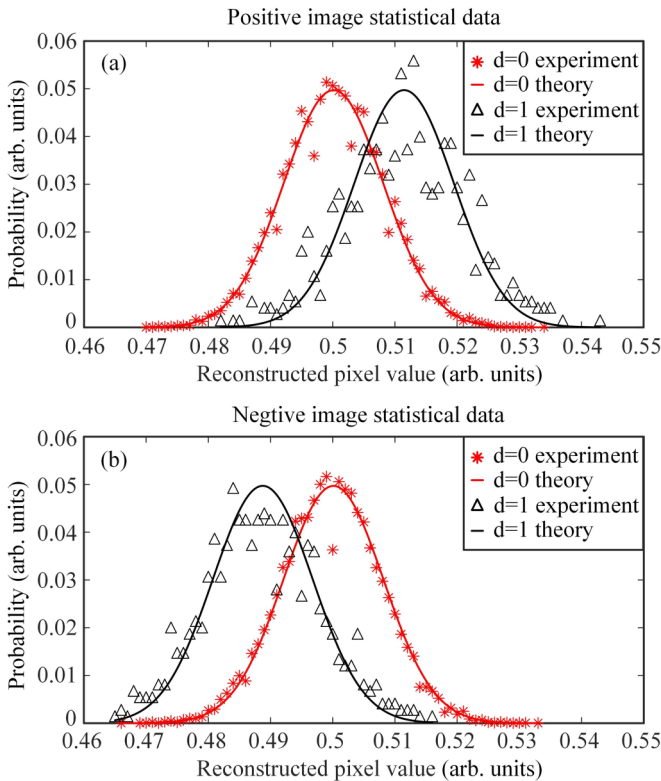 Positive image statistical data
0.06
(a)
d=0 experiment
d=0 theory
d=1 experiment
d=1 theory
0.05
0.04
0.03
0.02
0.01
0
Probability (arb. units)
0.46 0.47 0.48 0.49 0.5 0.51 0.52 0.53 0.54 0.55
Reconstructed pixel value (arb. units)
Negtive image statistical data
0.06
(b)
d=0 experiment
d=0 theory
d=1 experiment
d=1 theory
0.05
0.04
0.03
0.02
0.01
0
Probability (arb. units)
0.46 0.47 0.48 0.49 0.5 0.51 0.52 0.53 0.54 0.55
Reconstructed pixel value (arb. units)